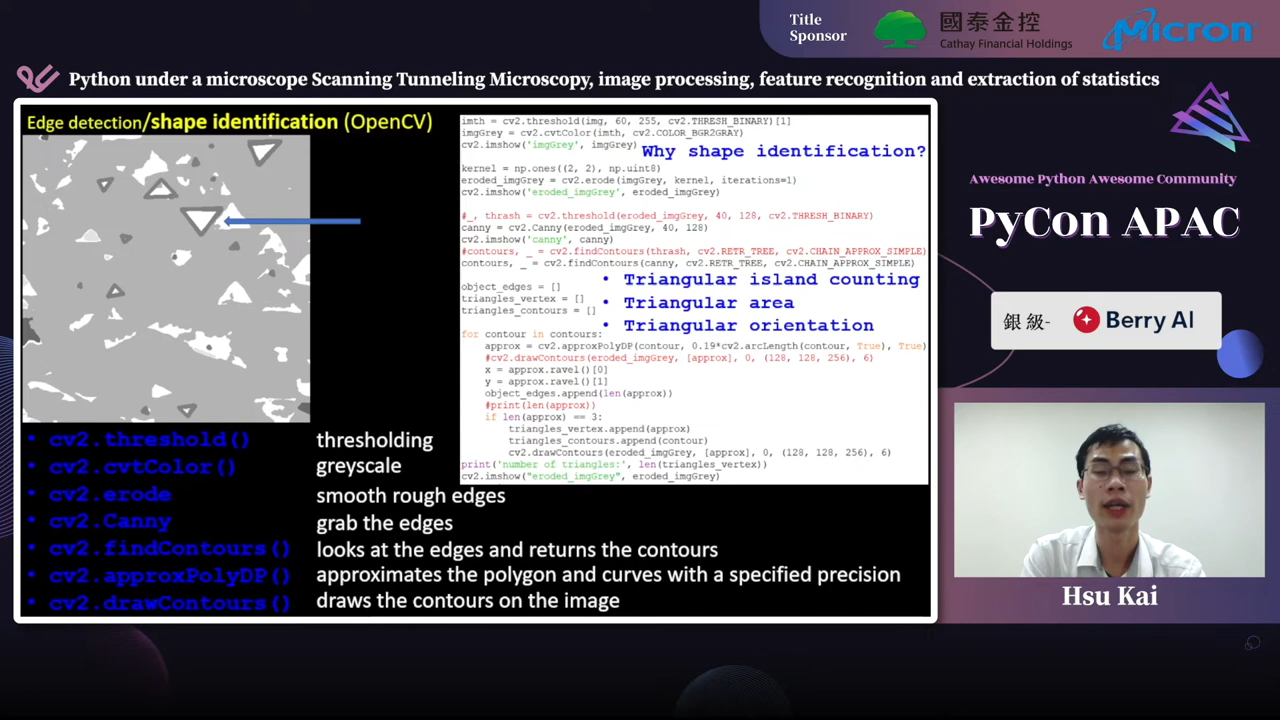 Title
Sponsor
國泰金控
Cathay Financial Holdings
Micron
Python under a microscope Scanning Tunneling Microscopy, image processing, feature recognition and extraction of statistics
Edge detection/shape identification (OpenCV)
imth = cv2.threshold(img, 60, 255, cv2.THRESH_BINARY)[1]
imgGrey = cv2.cvtColor(imth, cv2.COLOR_BGR2GRAY)
cv2.imshow('imgGrey', imgGrey)
Why shape identification?
kernel = np.ones((2, 2), np.uint8)
eroded_imgGrey = cv2.erode(imgGrey, kernel, iterations=1)
cv2.imshow('eroded_imgGrey', eroded_imgGrey)
#_, thrash = cv2.threshold(eroded_imgGrey, 40, 128, cv2.THRESH_BINARY)
canny = cv2.Canny(eroded_imgGrey, 40, 128)
cv2.imshow('canny', canny)
#contours, _ = cv2.findContours(thrash, cv2.RETR_TREE, cv2.CHAIN_APPROX_SIMPLE)
contours, _ = cv2.findContours(canny, cv2.RETR_TREE, cv2.CHAIN_APPROX_SIMPLE)
• Triangular island counting
• Triangular area
• Triangular orientation
object_edges = []
triangles_vertex = []
triangles_contours = []
for contour in contours:
approx = cv2.approxPolyDP(contour, 0.19*cv2.arcLength(contour, True), True)
#cv2.drawContours(eroded_imgGrey, [approx], 0, (128, 128, 256), 6)
x = approx.ravel()[0]
y = approx.ravel()[1]
object_edges.append(len(approx))
#print(len(approx))
if len(approx) == 3:
triangles_vertex.append(approx)
triangles_contours.append(contour)
cv2.drawContours(eroded_imgGrey, [approx], 0, (128, 128, 256), 6)
print('number of triangles:', len(triangles_vertex))
cv2.imshow("eroded_imgGrey", eroded_imgGrey)
• cv2.threshold() thresholding
• cv2.cvtColor() greyscale
• cv2.erode smooth rough edges
• cv2.Canny grab the edges
• cv2.findContours() looks at the edges and returns the contours
• cv2.approxPolyDP() approximates the polygon and curves with a specified precision
• cv2.drawContours() draws the contours on the image
Awesome Python Awesome Community
PyCon APAC
銀級- Berry AI
Hsu Kai